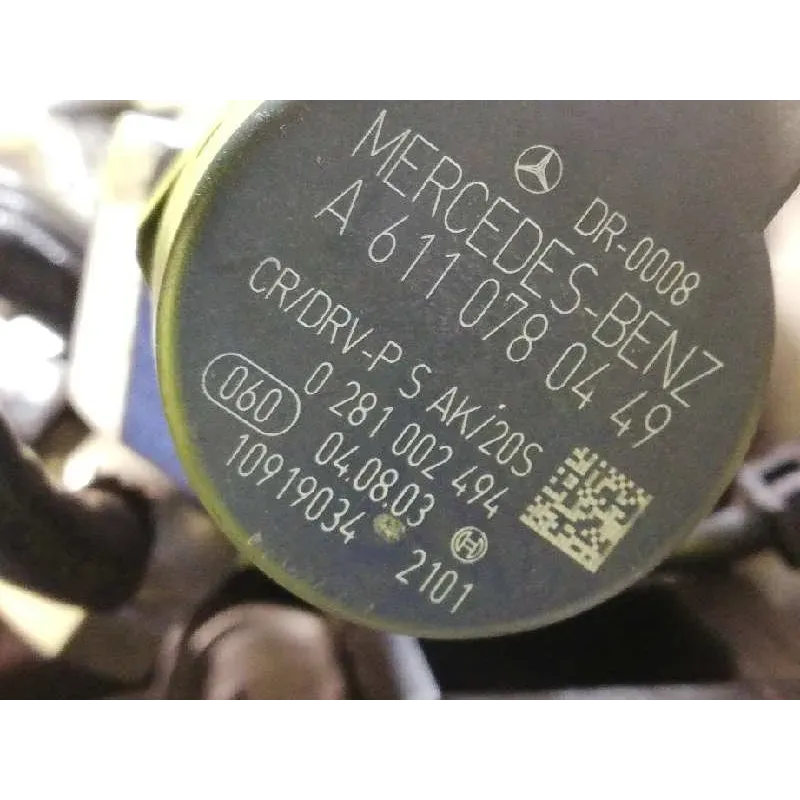 DR-0008
MERCEDES-BENZ
A 611 078 04 49
CR/DRV-P S AK/20S
060
0 281 002 494
04.08.03
10919034 2101